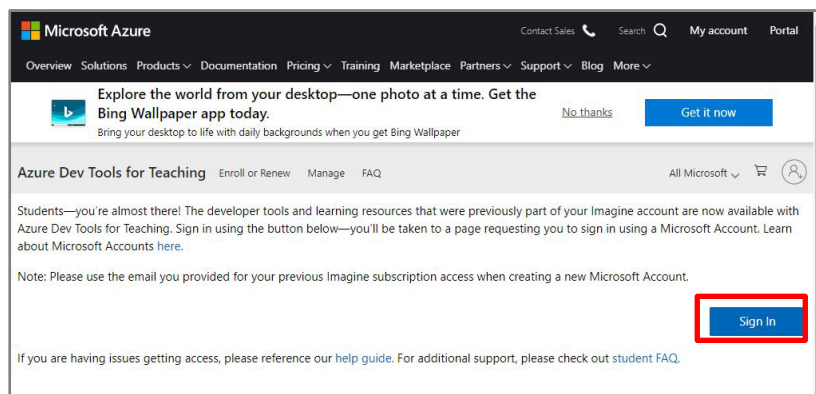 Microsoft Azure
Contact Sales
Search
My account
Portal
Overview Solutions Products Documentation Pricing Training Marketplace Partners Support Blog More
Explore the world from your desktop—one photo at a time. Get the
Bing Wallpaper app today.
Bring your desktop to life with daily backgrounds when you get Bing Wallpaper
No thanks
Get it now
Azure Dev Tools for Teaching Enroll or Renew Manage FAQ
All Microsoft
Students—you're almost there! The developer tools and learning resources that were previously part of your Imagine account are now available with
Azure Dev Tools for Teaching. Sign in using the button below—you'll be taken to a page requesting you to sign in using a Microsoft Account. Learn
about Microsoft Accounts here.
Note: Please use the email you provided for your previous Imagine subscription access when creating a new Microsoft Account.
Sign In
If you are having issues getting access, please reference our help guide. For additional support, please check out student FAQ.